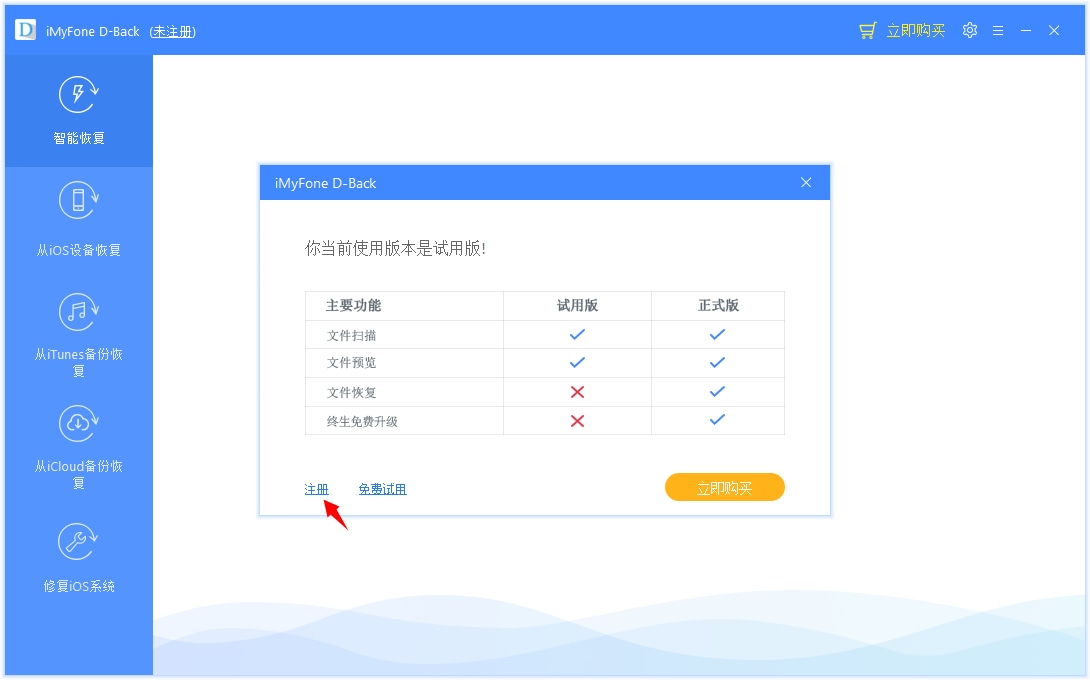 D iMyFone D-Back (未注册) 立即购买
智能恢复
从iOS设备恢复
从iTunes备份恢
复
从iCloud备份恢
复
修复iOS系统
iMyFone D-Back
你当前使用版本是试用版!
主要功能 试用版 正式版
文件扫描
文件预览
文件恢复
终生免费升级
注册 免费试用 立即购买